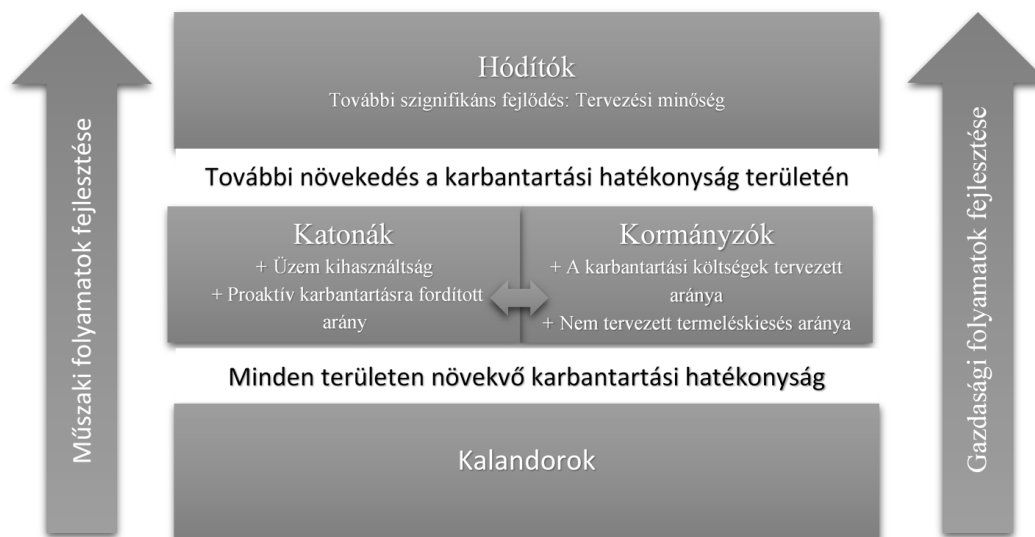 Hódítók
További szignifikáns fejlődés: Tervezési minőség
További növekedés a karbantartási hatékonyság területén
Katonák
+ Üzem kihasználtság
+ Proaktív karbantartásra fordított
arány
Kormányzók
+ A karbantartási költségek tervezett
aránya
+ Nem tervezett termeléskiesés aránya
Minden területen növekvő karbantartási hatékonyság
Kalandorok
Műszaki folyamatok fejlesztése
Gazdasági folyamatok fejlesztése